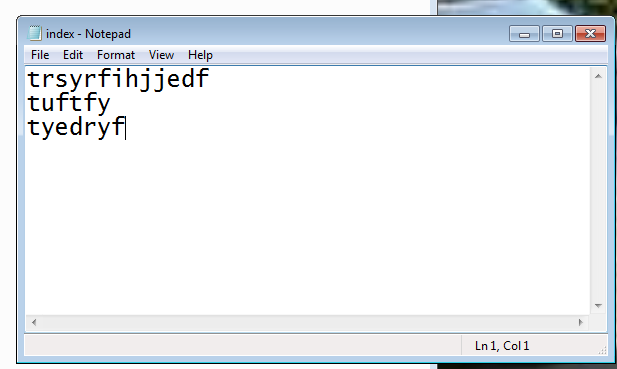 index - Notepad
File Edit Format View Help
trsyrfihjjedf
tuftfy
tyedryf
Ln 1, Col 1